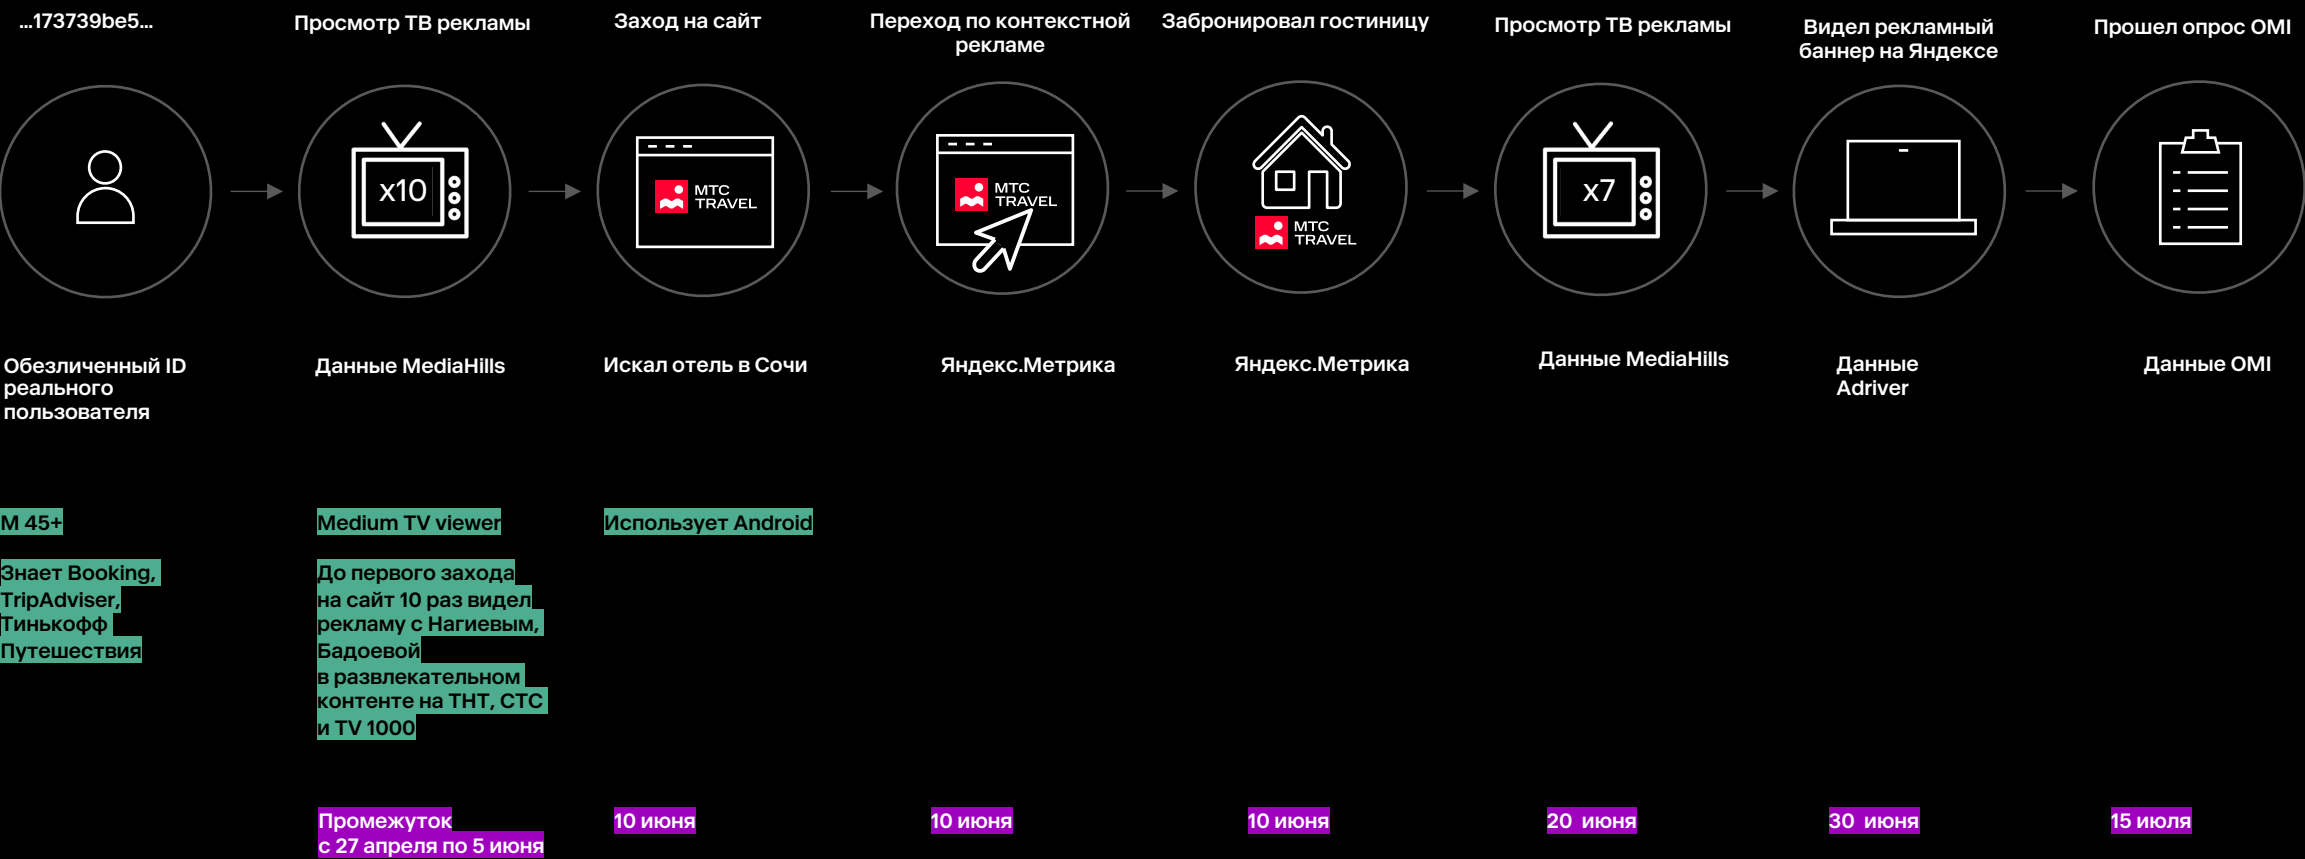 ...173739be5...
Просмотр ТВ рекламы
Заход на сайт
Переход по контекстной
рекламе
Забронировал гостиницу
Просмотр ТВ рекламы
Видел рекламный
баннер на Яндексе
Прошел опрос OMI
x10
МТС
TRAVEL
МТС
TRAVEL
МТС
TRAVEL
x7
Обезличенный ID
реального
пользователя
Данные MediaHills
Искал отель в Сочи
Яндекс.Метрика
Яндекс.Метрика
Данные MediaHills
Данные
Adriver
Данные OMI
М 45+
Знает Booking,
TripAdviser,
Тинькофф
Путешествия
Medium TV viewer
До первого захода
на сайт 10 раз видел
рекламу с Нагиевым,
Бадоевой
в развлекательном
контенте на ТНТ, СТС
и TV 1000
Использует Android
Промежуток
с 27 апреля по 5 июня
10 июня
10 июня
10 июня
20 июня
30 июня
15 июля